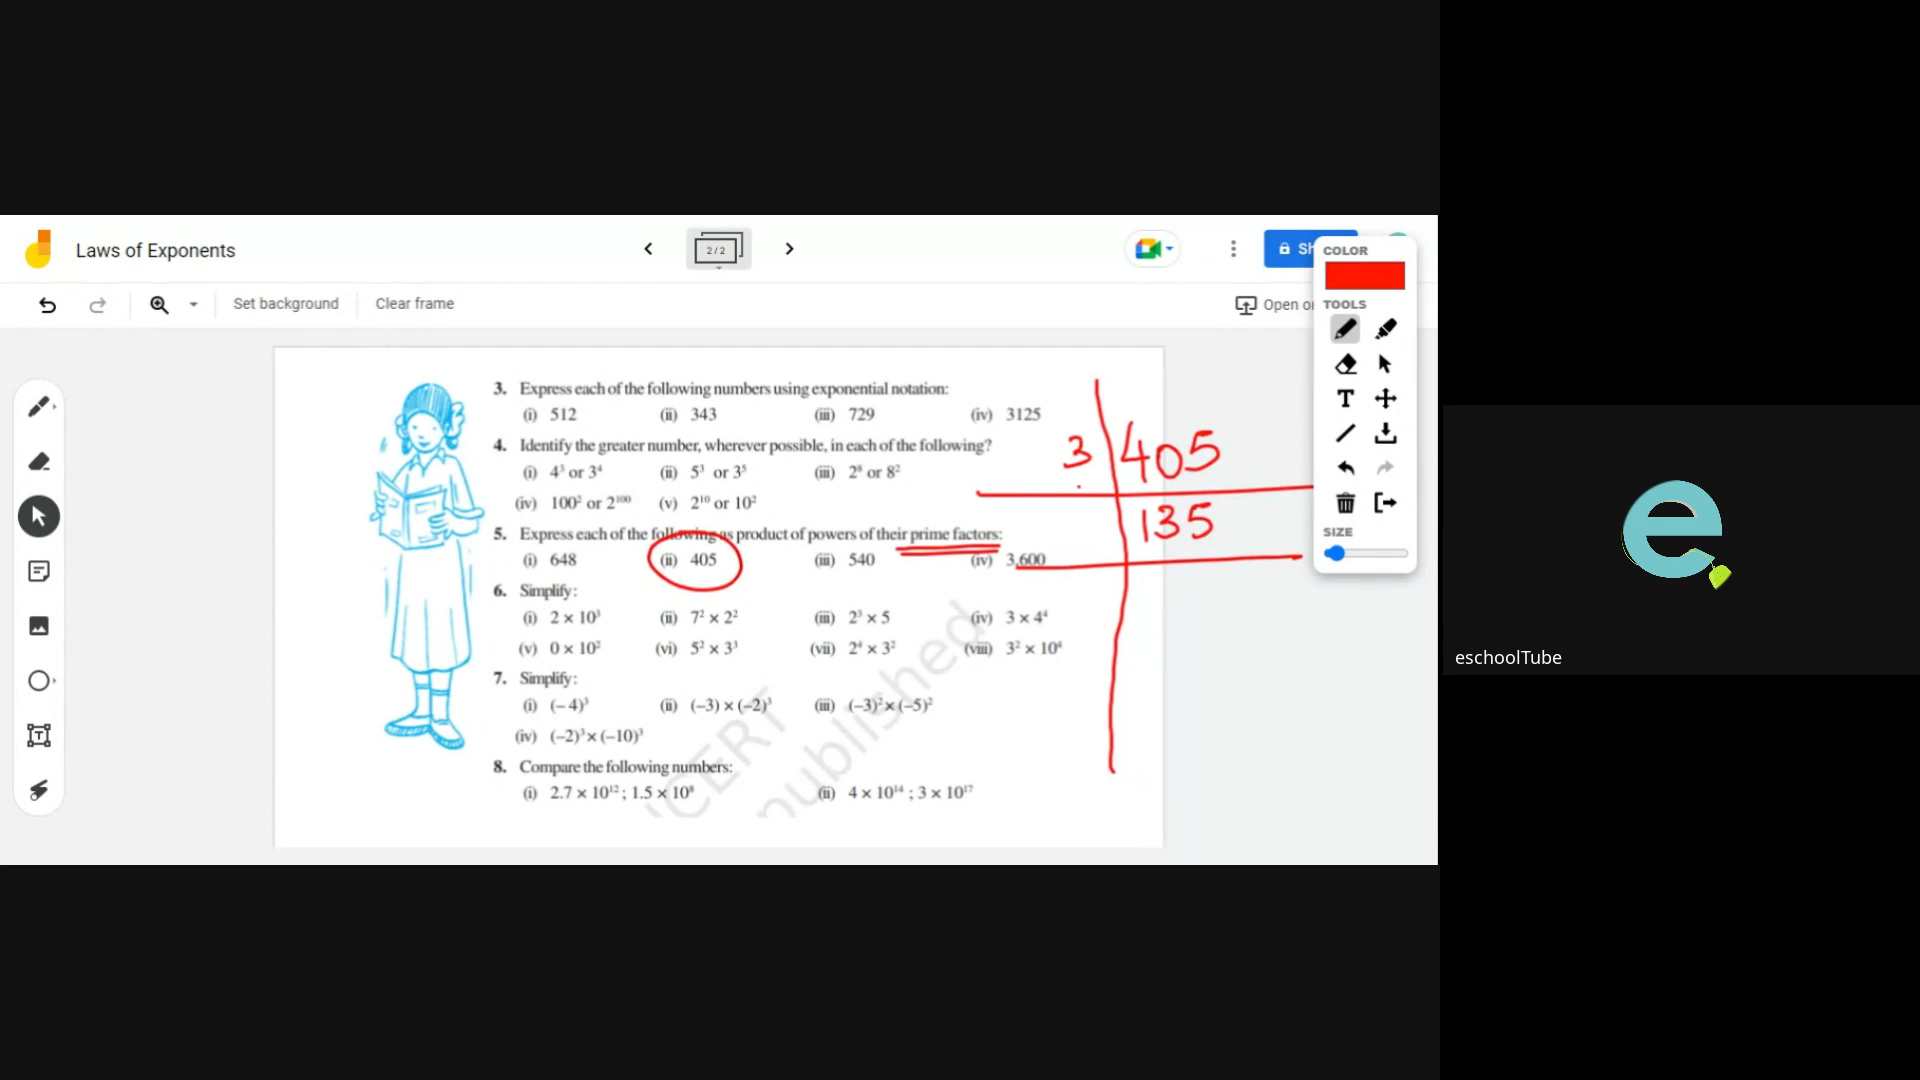 Laws of Exponents
2 / 2
Set background
Clear frame
COLOR
TOOLS
SIZE
3. Express each of the following numbers using exponential notation:
(i) 512 (ii) 343 (iii) 729 (iv) 3125
4. Identify the greater number, wherever possible, in each of the following?
(i) 4³ or 3⁴ (ii) 5³ or 3⁵ (iii) 2⁸ or 8²
(iv) 100² or 2¹⁰⁰ (v) 2¹⁰ or 10²
5. Express each of the following as product of powers of their prime factors:
(i) 648 (ii) 405 (iii) 540 (iv) 3,600
6. Simplify:
(i) 2 × 10³ (ii) 7² × 2² (iii) 2³ × 5 (iv) 3 × 4⁴
(v) 0 × 10² (vi) 5² × 3³ (vii) 2⁴ × 3² (viii) 3² × 10⁴
7. Simplify:
(i) (– 4)³ (ii) (–3) × (–2)³ (iii) (–3)² × (–5)²
(iv) (–2)³ × (–10)³
8. Compare the following numbers:
(i) 2.7 × 10¹² ; 1.5 × 10⁸ (ii) 4 × 10¹⁴ ; 3 × 10¹⁷
3 405
135
published
eschoolTube